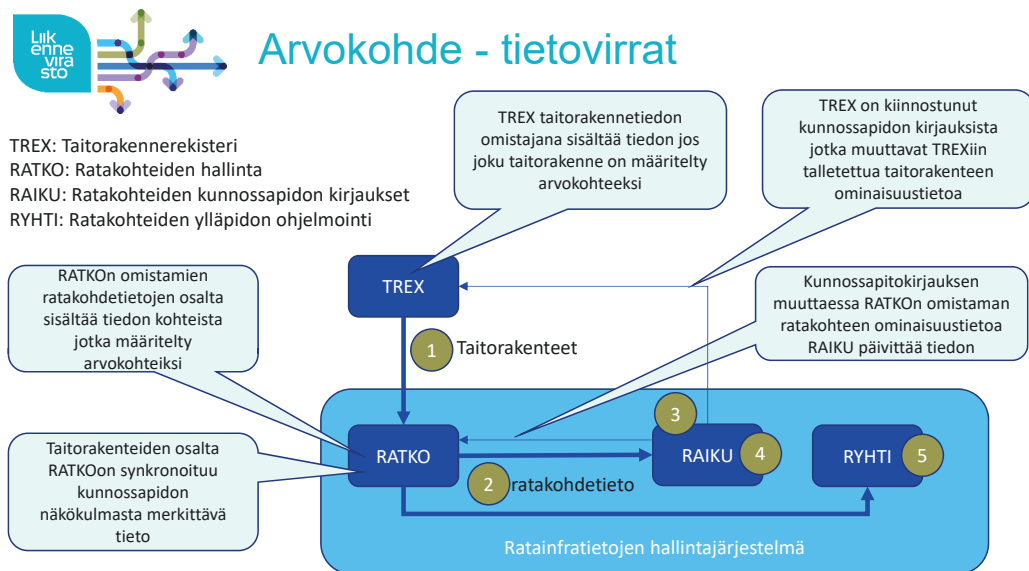 Liik
enne
vira
sto
Arvokohde - tietovirrat
TREX: Taitorakennerekisteri
RATKO: Ratakohteiden hallinta
RAIKU: Ratakohteiden kunnossapidon kirjaukset
RYHTI: Ratakohteiden ylläpidon ohjelmointi
TREX taitorakennetiedon
omistajana sisältää tiedon jos
joku taitorakenne on määritelty
arvokohteeksi
TREX on kiinnostunut
kunnossapidon kirjauksista
jotka muuttavat TREXiin
talletettua taitorakenteen
ominaisuustietoa
RATKOn omistamien
ratakohdetietojen osalta
sisältää tiedon kohteista
jotka määritelty
arvokohteiksi
TREX
Kunnossapitokirjauksen
muuttaessa RATKOn omistaman
ratakohteen ominaisuustietoa
RAIKU päivittää tiedon
1
Taitorakenteet
Taitorakenteiden osalta
RATKOon synkronoituu
kunnossapidon
näkökulmasta merkittävä
tieto
RATKO
2
ratakohdetieto
3
RAIKU
4
RYHTI
5
Ratainfratietojen hallintajärjestelmä